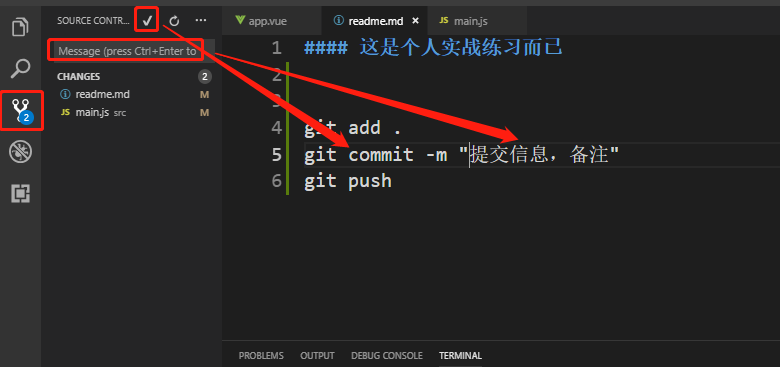 SOURCE CONTR...
app.vue
readme.md
JS main.js
Message (press Ctrl+Enter to
CHANGES 2
readme.md M
JS main.js src M
2
1 #### 这是个人实战练习而已
2
3
4 git add .
5 git commit -m "提交信息，备注"
6 git push
PROBLEMS OUTPUT DEBUG CONSOLE TERMINAL